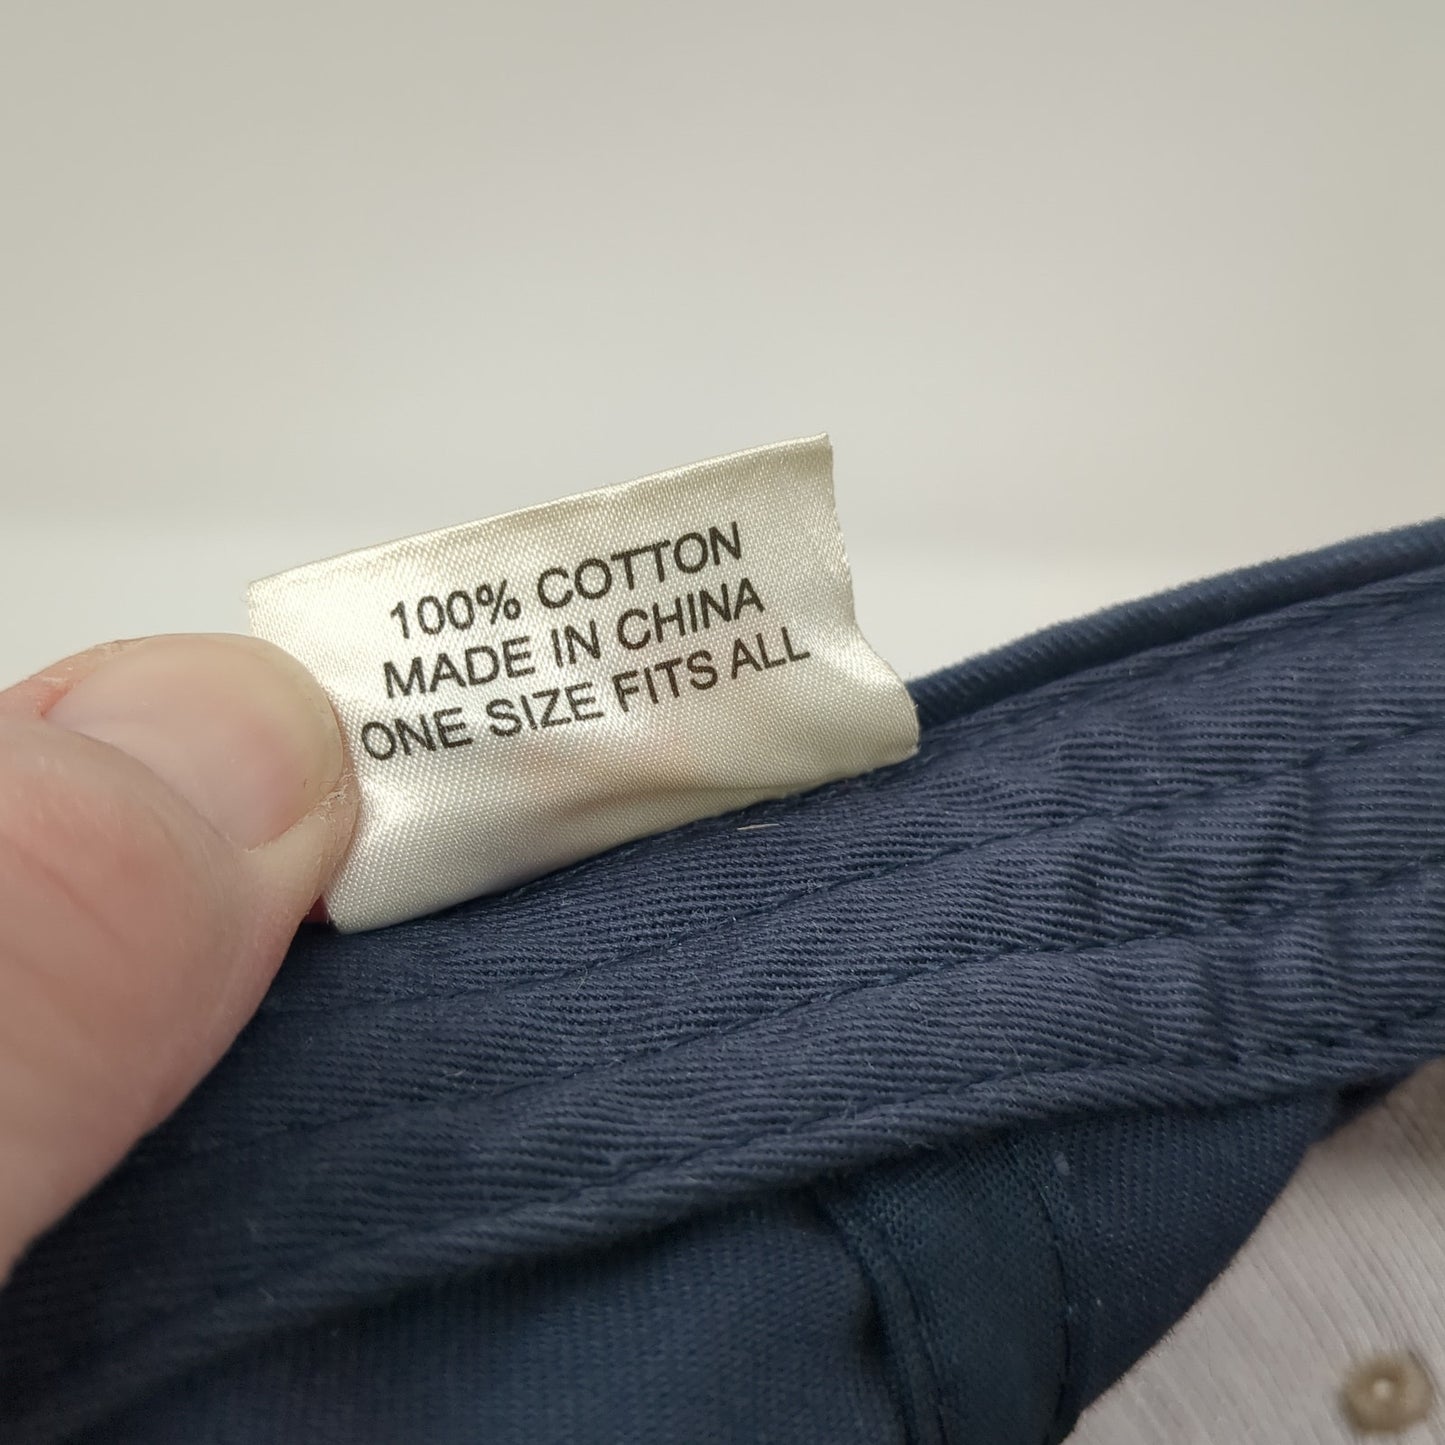 100% COTTON
MADE IN CHINA
ONE SIZE FITS ALL